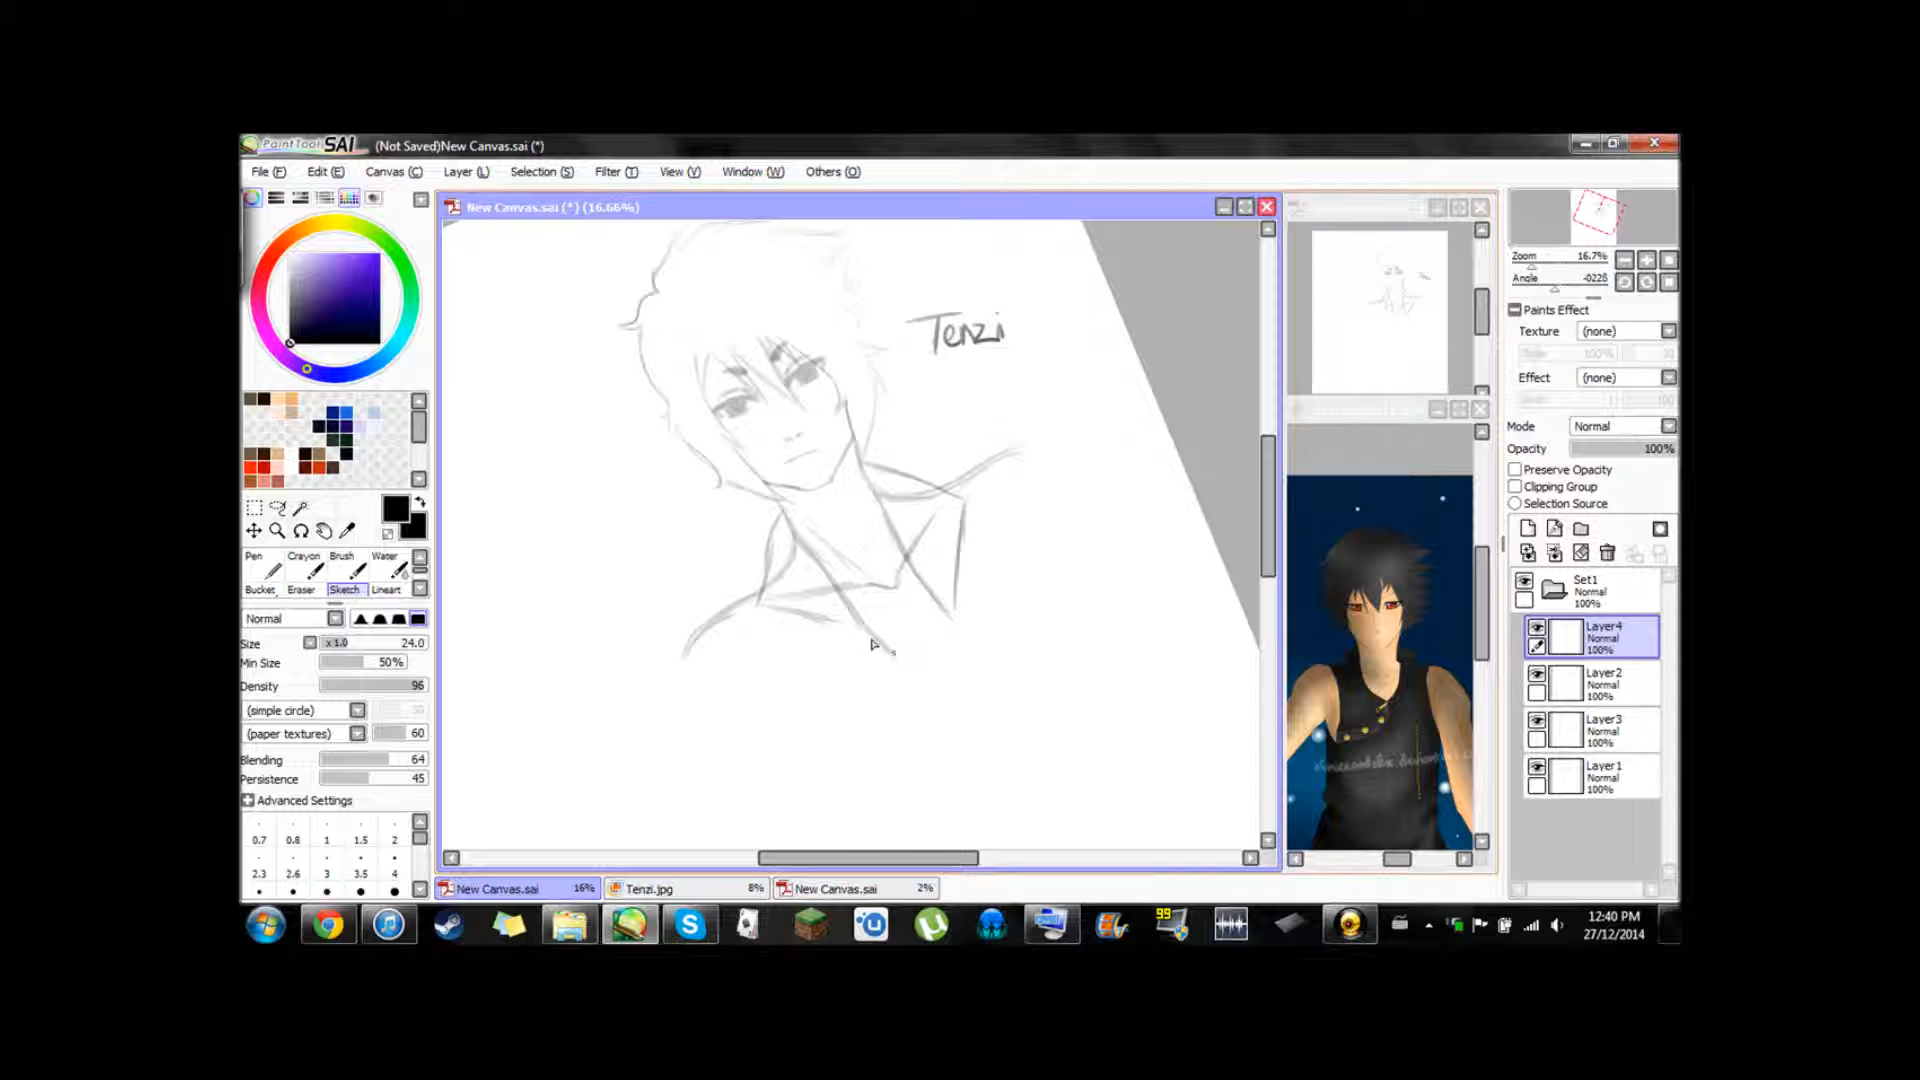 PaintTool SAI (Not Saved)New Canvas.sai (*)
File (F) Edit (E) Canvas (C) Layer (L) Selection (S) Filter (T) View (V) Window (W) Others (O)
New Canvas.sai (*) (16.66%)
Tenzi
Pen Crayon Brush Water
Bucket Eraser Sketch Lineart
Normal
Size x 1.0 24.0
Min Size 50%
Density 96
(simple circle)
(paper textures) 60
Blending 64
Persistence 45
Advanced Settings
0.7 0.8 1 1.5 2
2.3 2.6 3 3.5 4
Zoom 16.7%
Angle -0228
Paints Effect
Texture (none)
100%
Effect (none)
Mode Normal
Opacity 100%
Preserve Opacity
Clipping Group
Selection Source
Set1
Normal
100%
Layer4
Normal
100%
Layer2
Normal
100%
Layer3
Normal
100%
Layer1
Normal
100%
New Canvas.sai 16% Tenzi.jpg 8% New Canvas.sai 2%
99
12:40 PM
27/12/2014